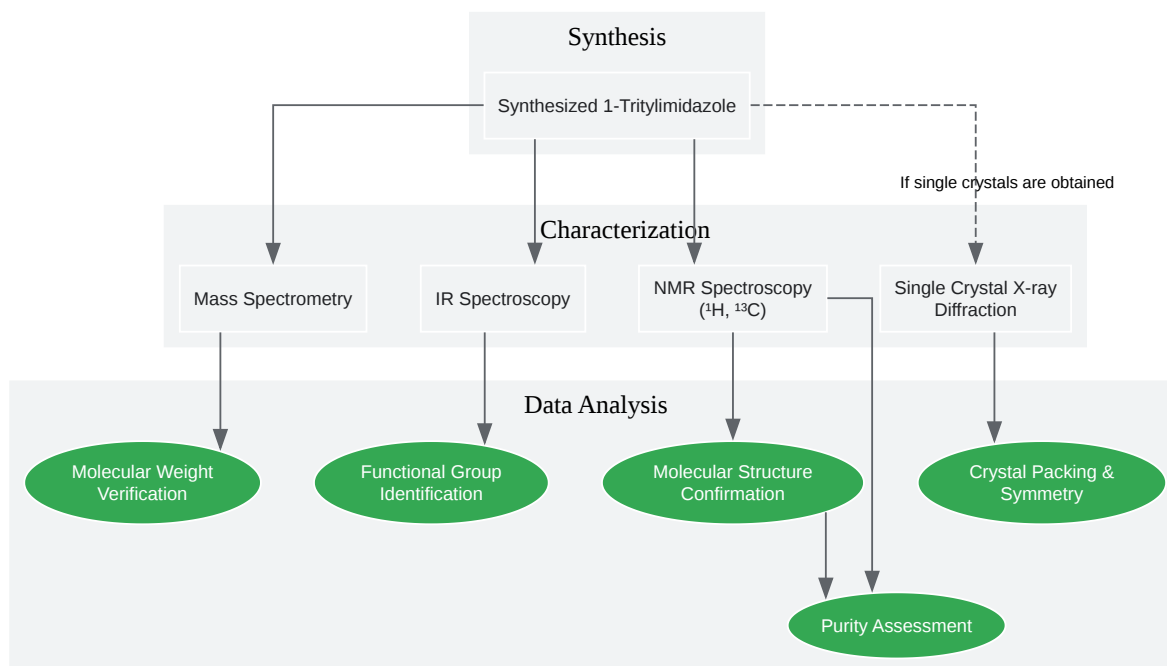 Synthesis
Synthesized 1-Tritylimidazole
If single crystals are obtained
Characterization
Mass Spectrometry
IR Spectroscopy
NMR Spectroscopy
(¹H, ¹³C)
Single Crystal X-ray
Diffraction
Data Analysis
Molecular Weight
Verification
Functional Group
Identification
Molecular Structure
Confirmation
Crystal Packing &
Symmetry
Purity Assessment